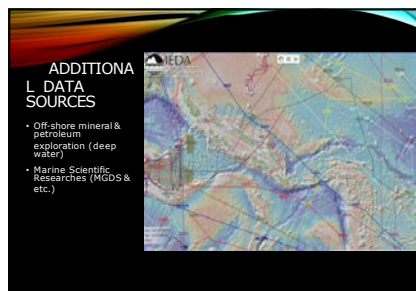 ADDITIONA
L DATA
SOURCES
• Off-shore mineral &
petroleum
exploration (deep
water)
• Marine Scientific
Researches (MGDS &
etc.)
IEDA